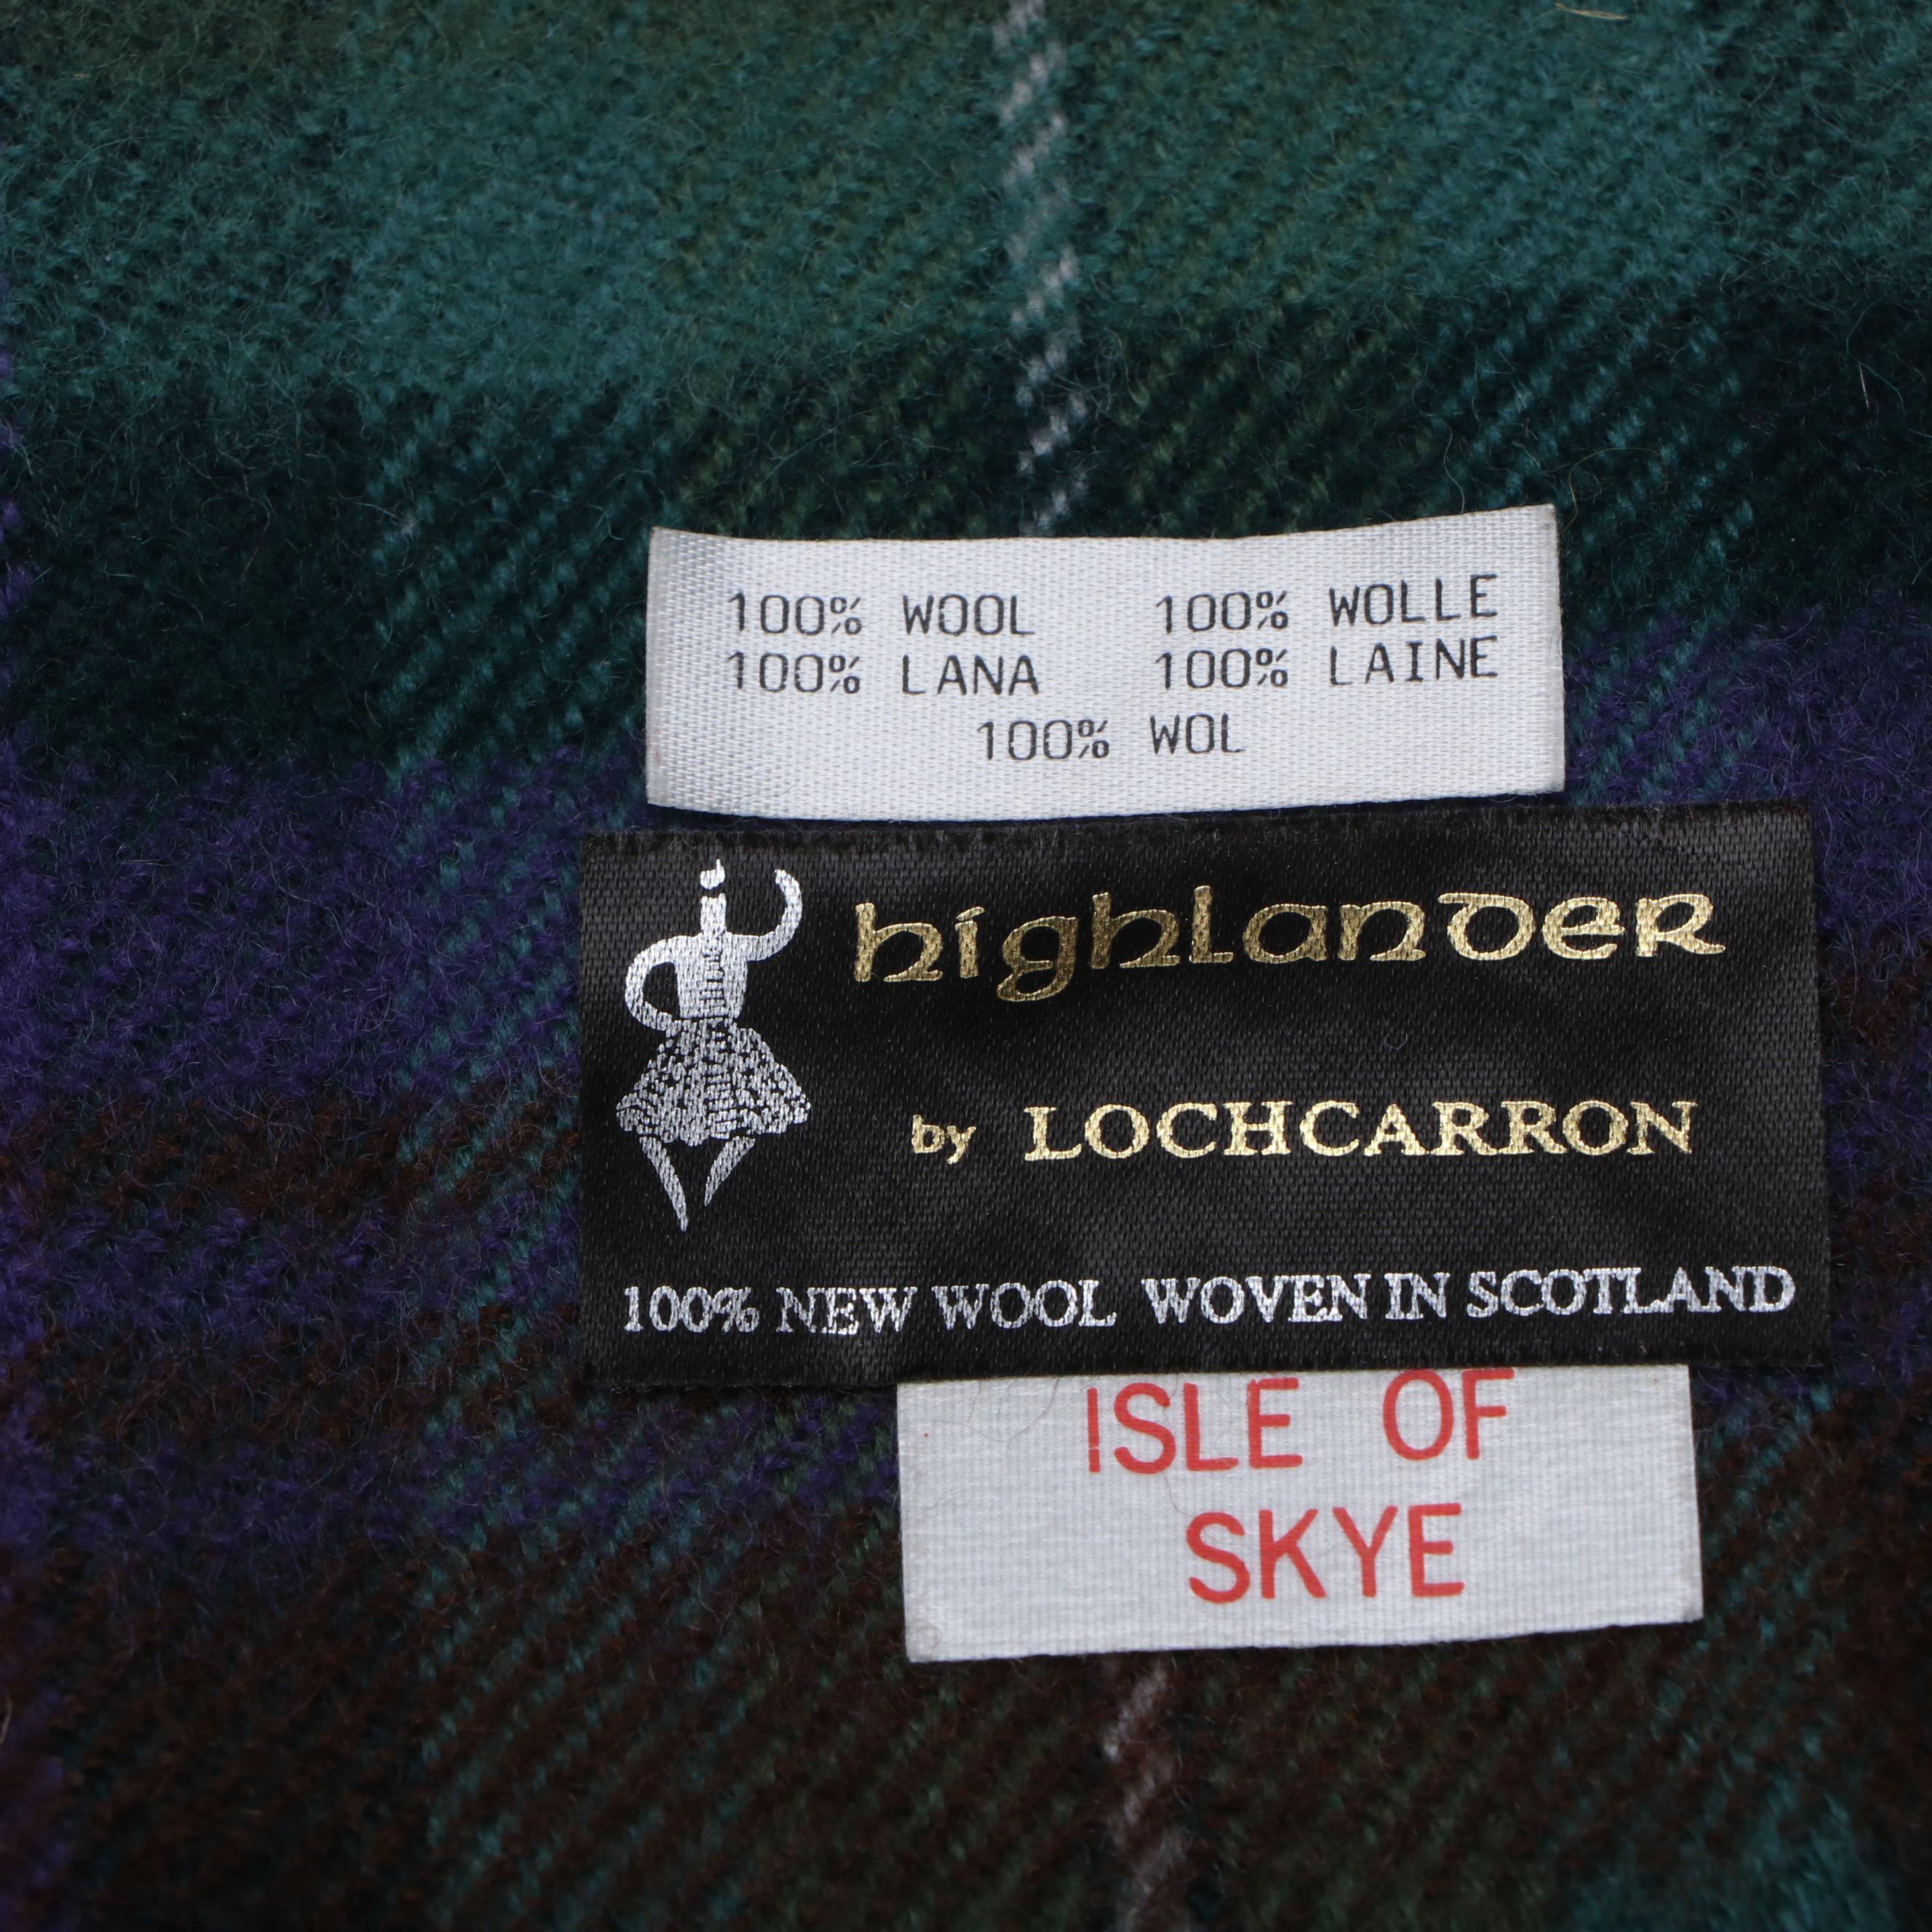 100% WOOL 100% WOLLE
100% LANA 100% LAINE
100% WOL
highlander
by LOCHCARRON
100% NEW WOOL WOVEN IN SCOTLAND
ISLE OF
SKYE